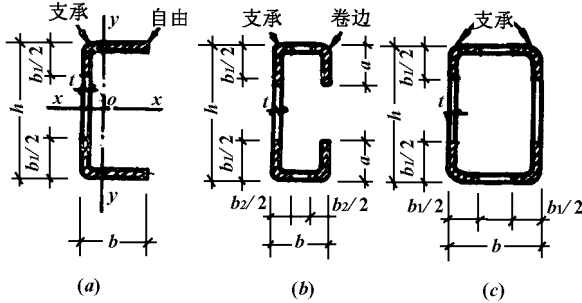 支承 y 自由
b₁/2
h
t
x o x
b₁/2
y
b
(a)
支承 卷边
b₁/2
a
h
t
b₁/2
a
b₂/2 b₂/2
b
(b)
支承
b₁/2
h
t
b₁/2
b₁/2 b₁/2
b
(c)